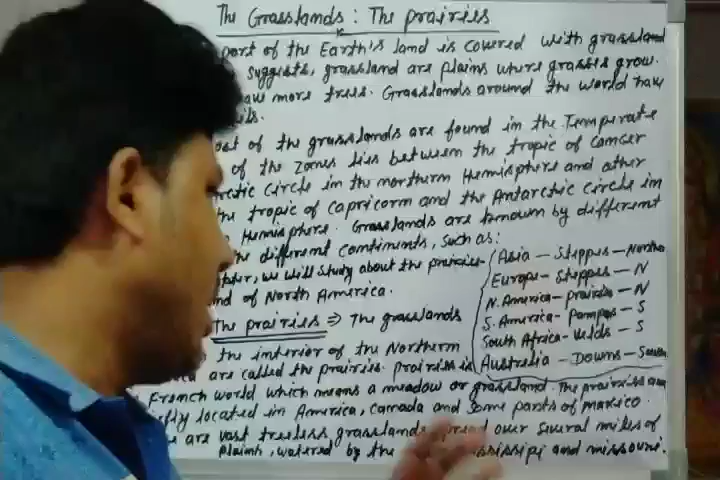 The Grasslands : The prairies
part of the Earth's land is covered with grassland
suggests, grassland are plains where grasses grow.
have more trees. Grasslands around the world have
of the grasslands are found in the Temperate
of the Zones lies between the tropic of cancer
circle in the northern Hemisphere and other
the tropic of capricorn and the Antarctic circle in
Hemisphere. Grasslands are known by different
different continents, such as:
we will study about the prairies
of North America.
Asia - Steppes - Northern
Europe - Steppes - N
N. America - prairies - N
S. America - Pampas - S
South Africa - Velds - S
Australia - Downs - South
The prairies ⇒ The grasslands
the interior of the Northern
are called the prairies. prairies is
French world which means a meadow or grassland The prairies are
located in America, canada and some parts of maxico
are vast treeless grasslands spread over several miles of
plains, watered by the and missouri.